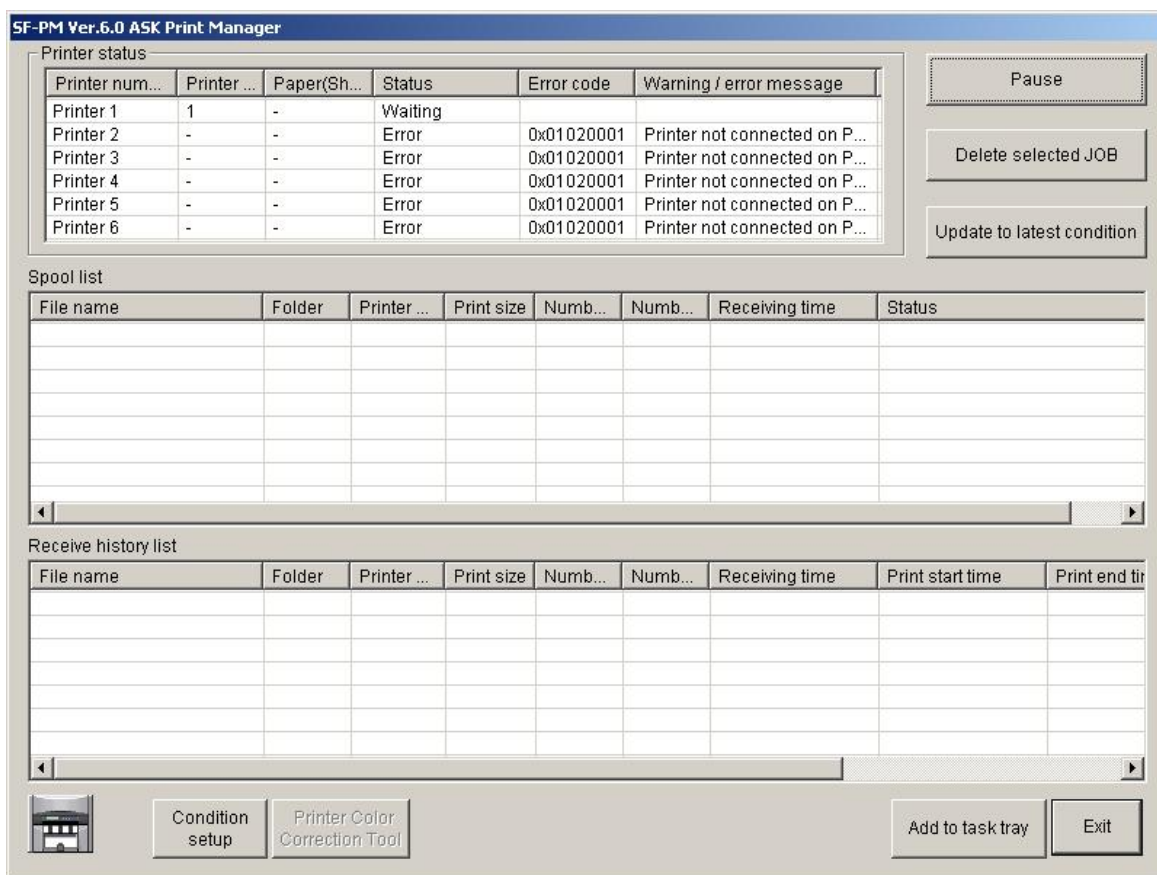 SF-PM Ver.6.0 ASK Print Manager
Printer status
Printer num... Printer ... Paper(Sh... Status Error code Warning / error message
Printer 1 1 - Waiting
Printer 2 - - Error 0x01020001 Printer not connected on P...
Printer 3 - - Error 0x01020001 Printer not connected on P...
Printer 4 - - Error 0x01020001 Printer not connected on P...
Printer 5 - - Error 0x01020001 Printer not connected on P...
Printer 6 - - Error 0x01020001 Printer not connected on P...
Pause
Delete selected JOB
Update to latest condition
Spool list
File name Folder Printer ... Print size Numb... Numb... Receiving time Status
Receive history list
File name Folder Printer ... Print size Numb... Numb... Receiving time Print start time Print end tir
Condition
setup
Printer Color
Correction Tool
Add to task tray
Exit